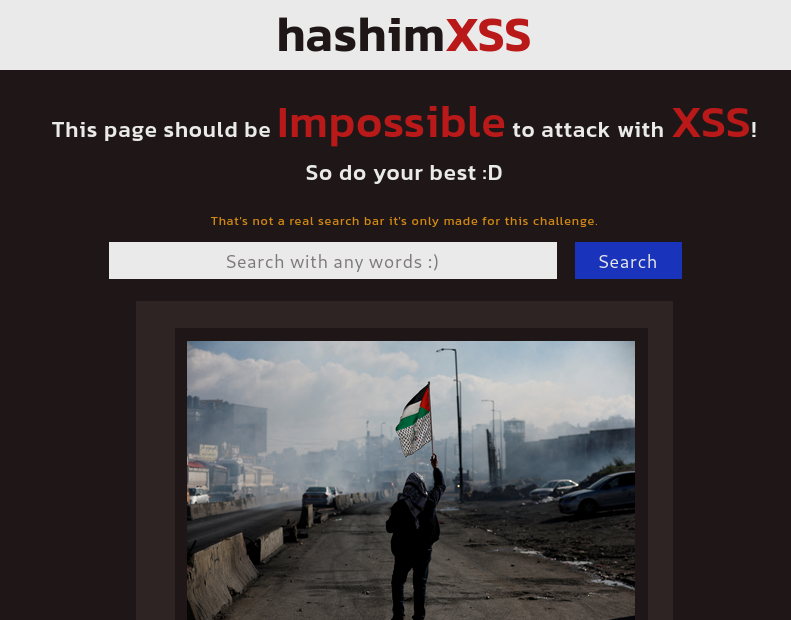 hashimXSS
This page should be Impossible to attack with XSS!
So do your best :D
That's not a real search bar it's only made for this challenge.
Search with any words :)
Search